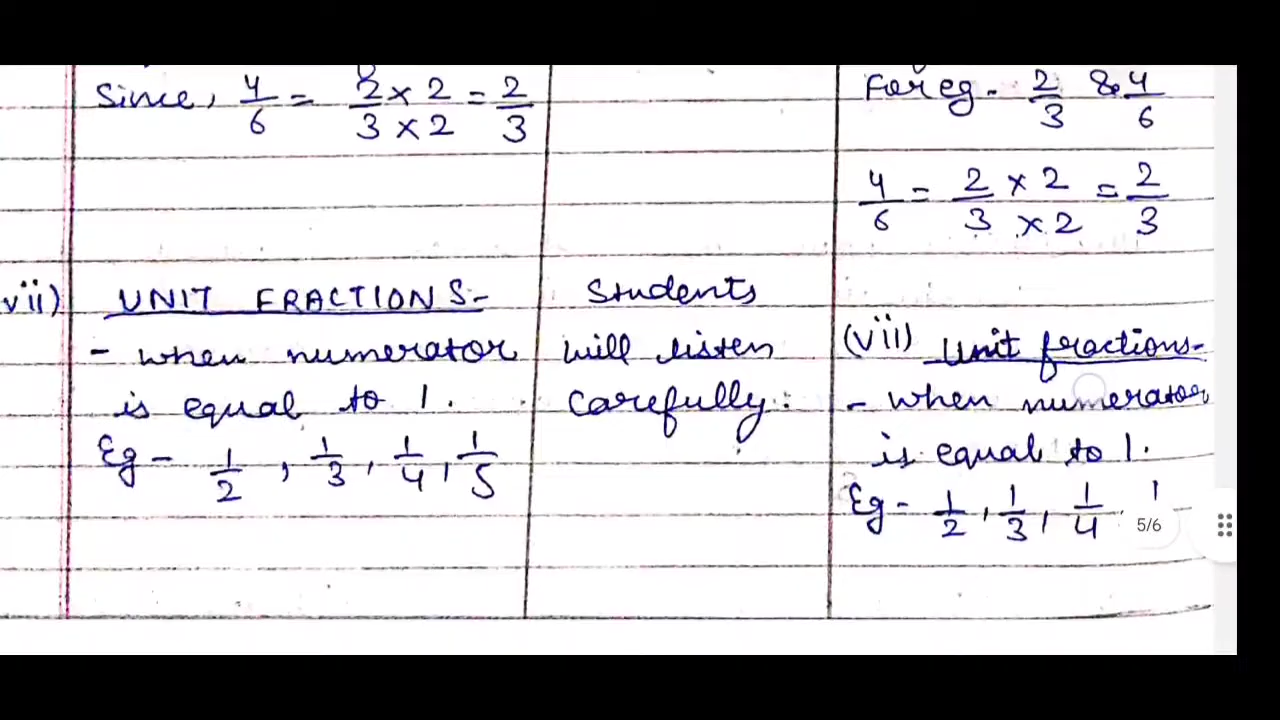 Since, 4/6 = 2×2/3×2 = 2/3
vii) UNIT FRACTIONS-
- when numerator
is equal to 1.
Eg- 1/2, 1/3, 1/4, 1/5
Students
will listen
carefully.
For eg- 2/3 & 4/6
4/6 = 2×2/3×2 = 2/3
(vii) Unit fractions-
- when numerator
is equal to 1.
Eg- 1/2, 1/3, 1/4, 1
5/6